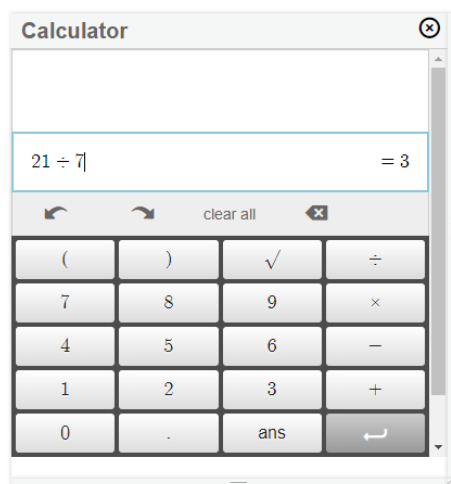 Calculator
21 ÷ 7 = 3
clear all
( ) √ ÷
7 8 9 ×
4 5 6 −
1 2 3 +
0 . ans